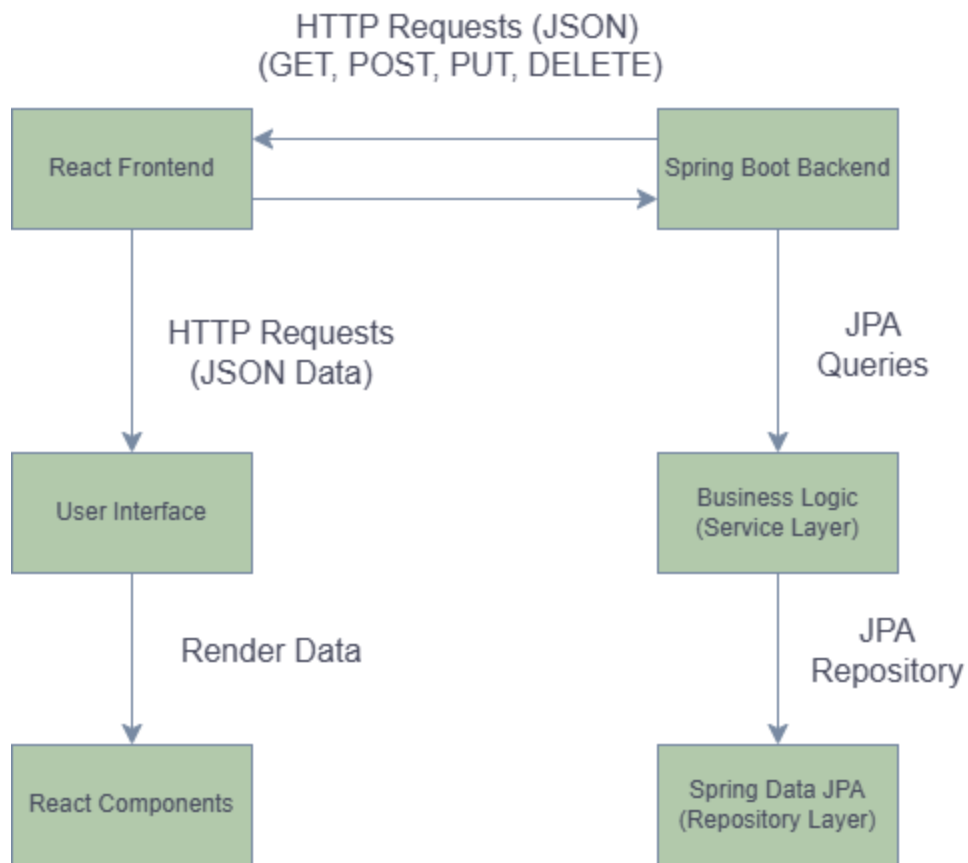 HTTP Requests (JSON)
(GET, POST, PUT, DELETE)
React Frontend
Spring Boot Backend
HTTP Requests
(JSON Data)
JPA
Queries
User Interface
Business Logic
(Service Layer)
Render Data
JPA
Repository
React Components
Spring Data JPA
(Repository Layer)